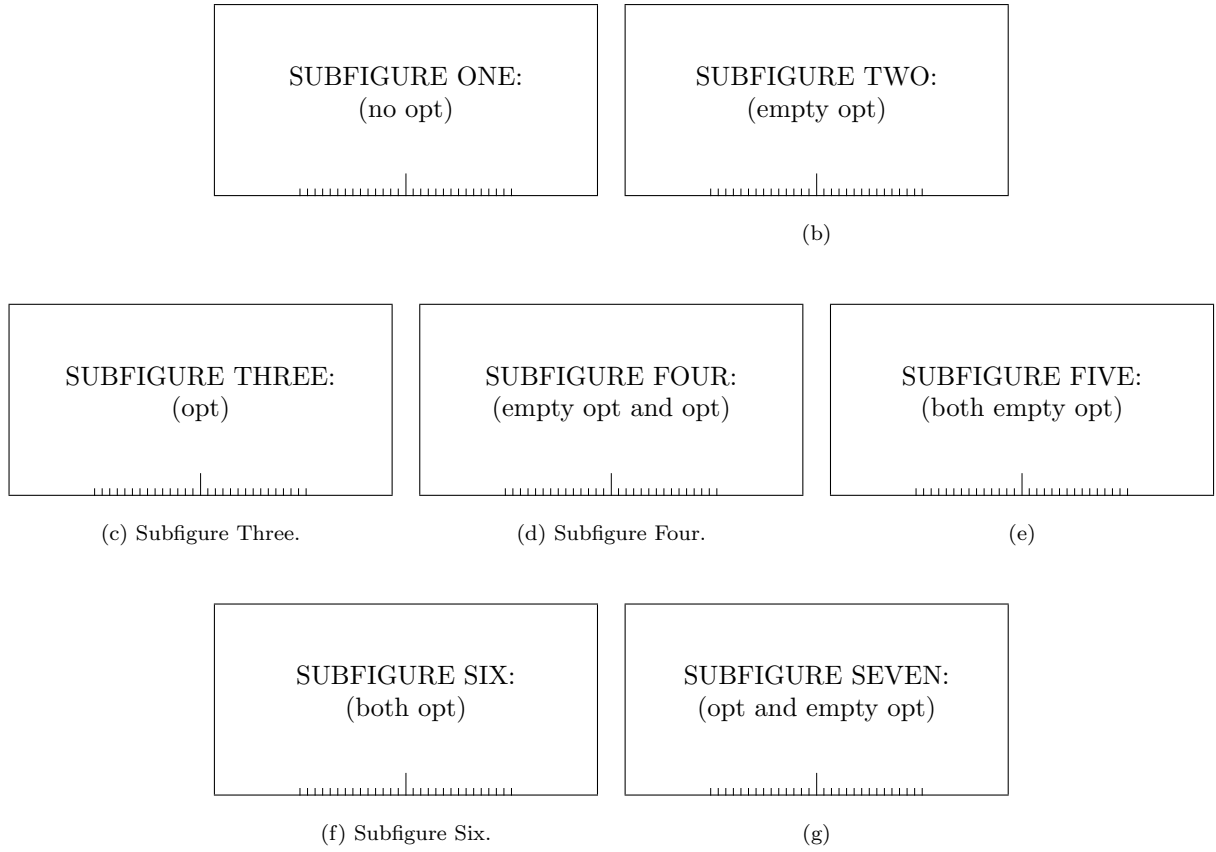 SUBFIGURE ONE:
(no opt)
SUBFIGURE TWO:
(empty opt)
(b)
SUBFIGURE THREE:
(opt)
SUBFIGURE FOUR:
(empty opt and opt)
SUBFIGURE FIVE:
(both empty opt)
(c) Subfigure Three.
(d) Subfigure Four.
(e)
SUBFIGURE SIX:
(both opt)
SUBFIGURE SEVEN:
(opt and empty opt)
(f) Subfigure Six.
(g)